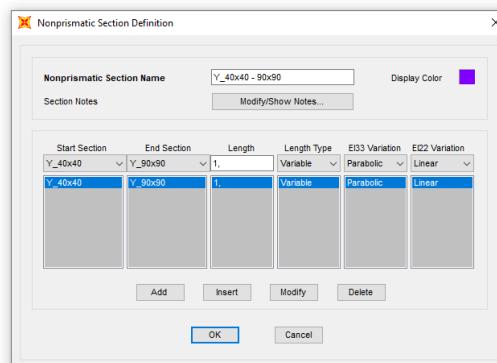 Nonprismatic Section Definition
Nonprismatic Section Name Y_40x40 - 90x90 Display Color
Section Notes Modify/Show Notes...
Start Section End Section Length Length Type EI33 Variation EI22 Variation
Y_40x40 Y_90x90 1, Variable Parabolic Linear
Y_40x40 Y_90x90 1, Variable Parabolic Linear
Add Insert Modify Delete
OK Cancel